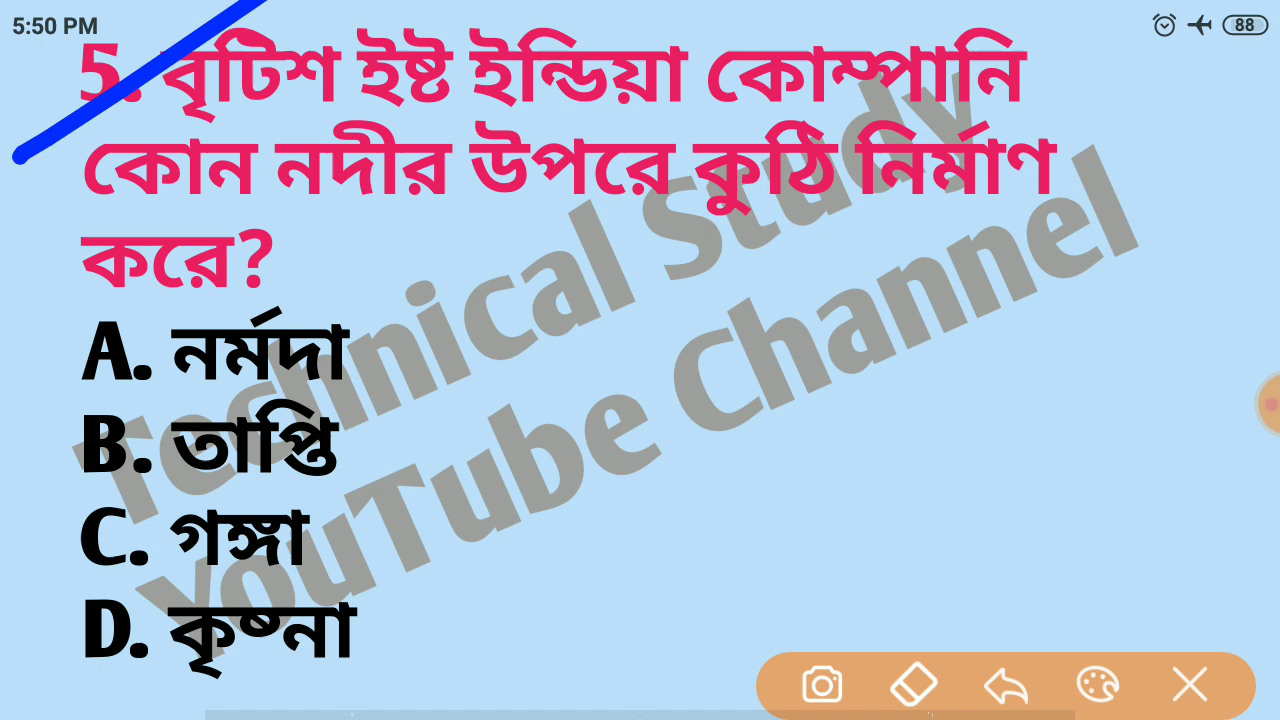 5:50 PM
88
5. বৃটিশ ইষ্ট ইন্ডিয়া কোম্পানি
কোন নদীর উপরে কুঠি নির্মাণ
করে?
A. নর্মদা
B. তাপ্তি
C. গঙ্গা
D. কৃষ্না
Technical Study
YouTube Channel